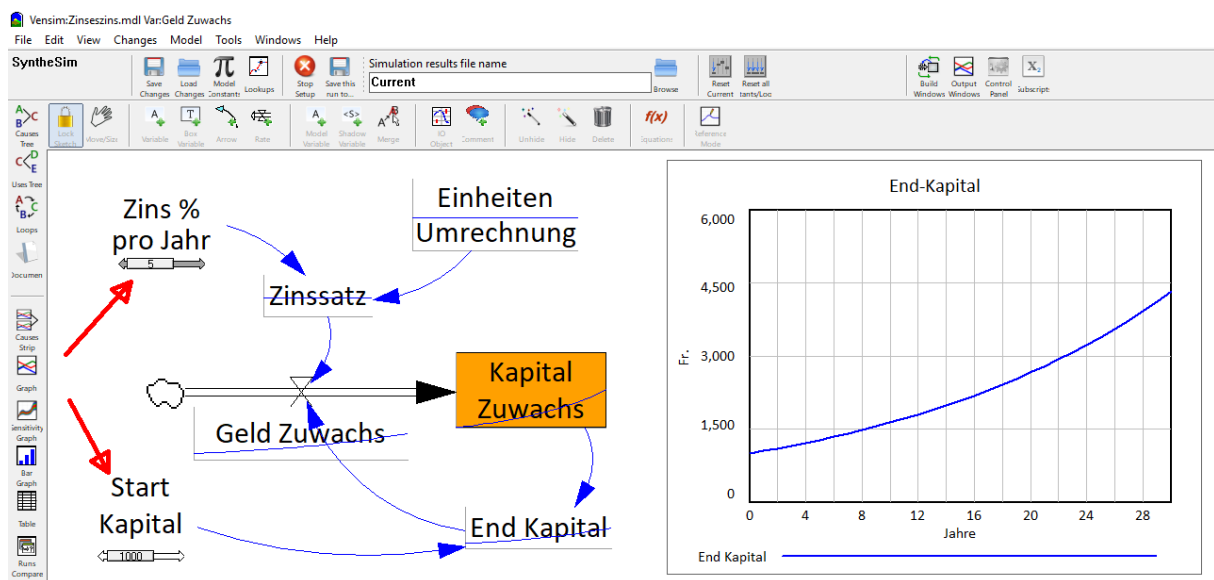 Vensim:Zinseszins.mdl Var:Geld Zuwachs
File Edit View Changes Model Tools Windows Help
SyntheSim
Save Changes
Load Changes
Model Constants
Lookups
Stop Setup
Save this run to...
Simulation results file name
Current
Browse
Reset Current
Reset all
tants/Loo
Build Windows
Output Windows
Control Panel
Subscript
Causes Tree
Lock Sketch
Move/Size
Variable
Box Variable
Arrow
Rate
Model Variable
Shadow Variable
Merge
IO Object
Comment
Unhide
Hide
Delete
f(x)
Equations
Reference Mode
Uses Tree
Loops
Documen
Causes Strip
Graph
Sensitivity Graph
Bar Graph
Table
Runs Compare
Zins %
pro Jahr
5
Einheiten
Umrechnung
Zinssatz
Kapital
Zuwachs
Geld Zuwachs
Start
Kapital
1000
End Kapital
End-Kapital
6,000
4,500
3,000
1,500
0
Fr.
0 4 8 12 16 20 24 28
Jahre
End Kapital